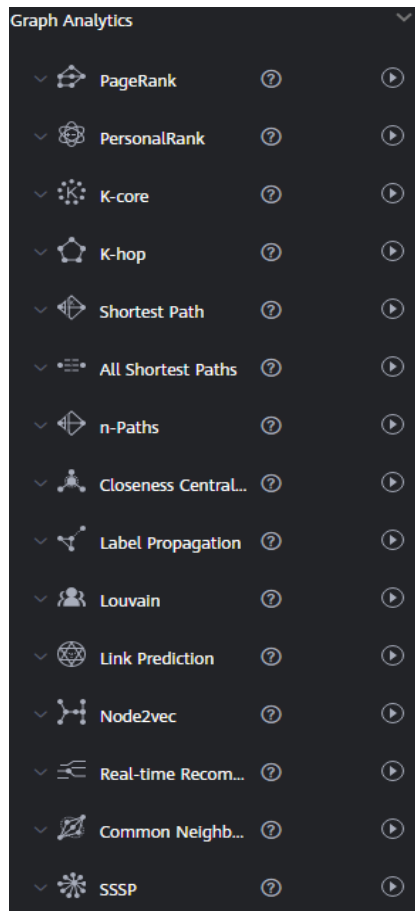 Graph Analytics
PageRank
PersonalRank
K-core
K-hop
Shortest Path
All Shortest Paths
n-Paths
Closeness Central...
Label Propagation
Louvain
Link Prediction
Node2vec
Real-time Recom...
Common Neighb...
SSSP